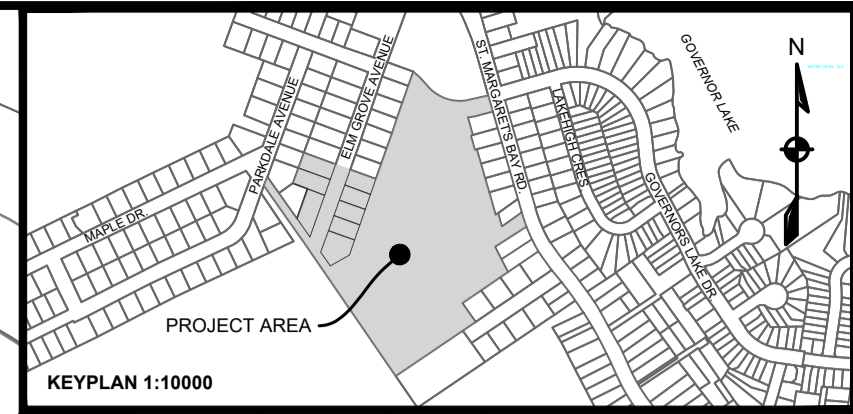 PARKDALE AVENUE
ELM GROVE AVENUE
ST. MARGARET'S BAY RD.
LAKEHIGH CRES
GOVERNOR LAKE
N
GOVERNORS LAKE DR
MAPLE DR.
PROJECT AREA
KEYPLAN 1:10000